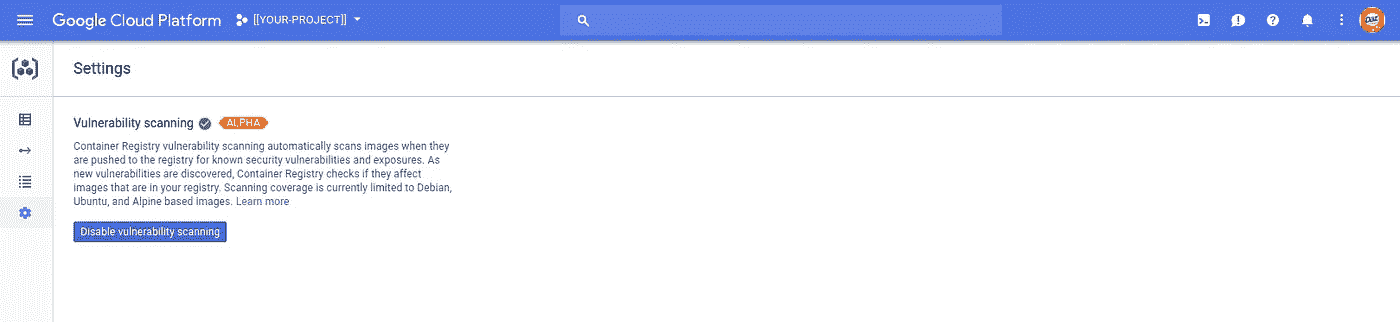 Google Cloud Platform [[YOUR-PROJECT]]
Settings
Vulnerability scanning ALPHA
Container Registry vulnerability scanning automatically scans images when they
are pushed to the registry for known security vulnerabilities and exposures. As
new vulnerabilities are discovered, Container Registry checks if they affect
images that are in your registry. Scanning coverage is currently limited to Debian,
Ubuntu, and Alpine based images. Learn more
Disable vulnerability scanning